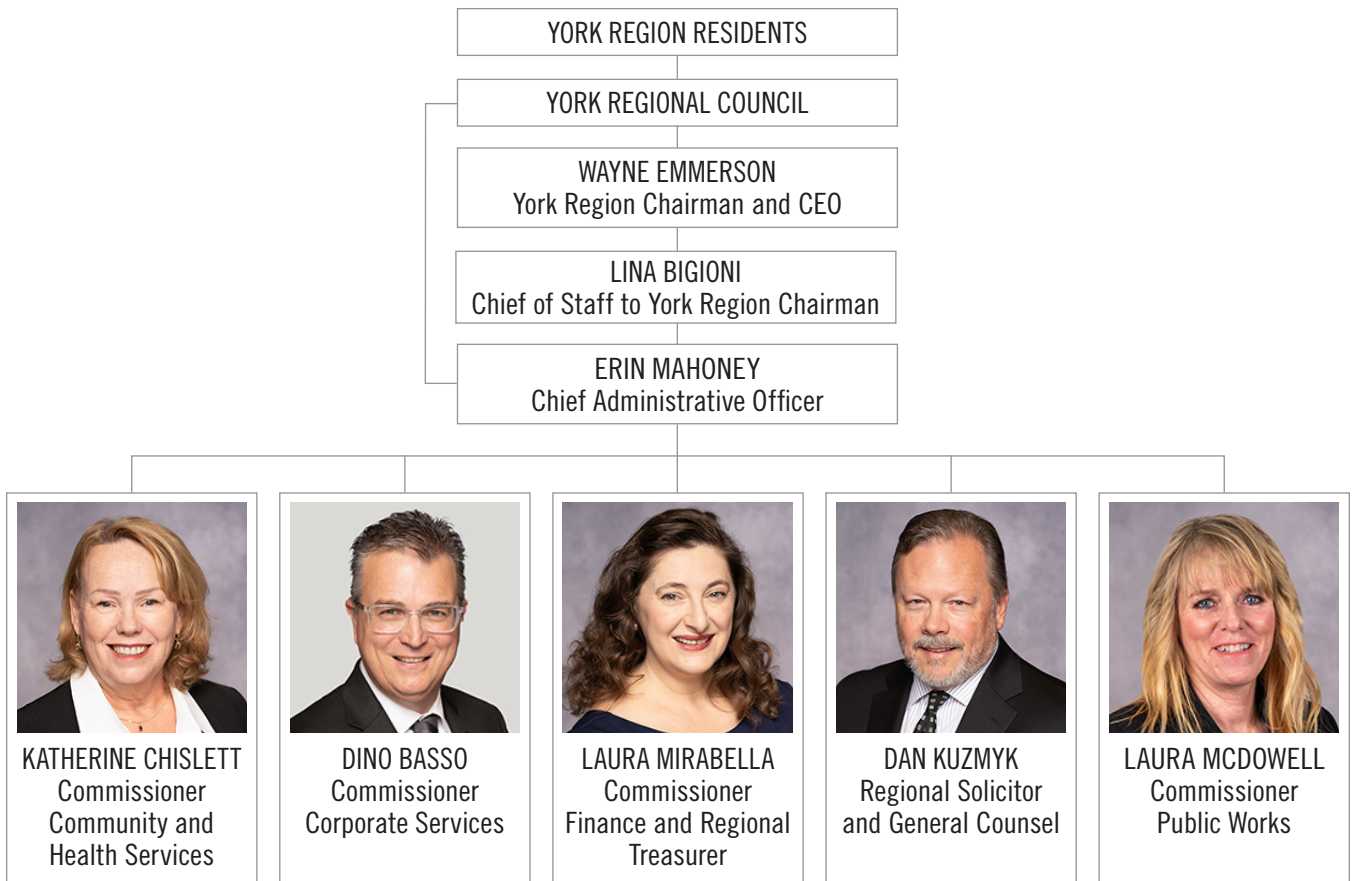 YORK REGION RESIDENTS
YORK REGIONAL COUNCIL
WAYNE EMMERSON
York Region Chairman and CEO
LINA BIGIONI
Chief of Staff to York Region Chairman
ERIN MAHONEY
Chief Administrative Officer
KATHERINE CHISLETT
Commissioner
Community and
Health Services
DINO BASSO
Commissioner
Corporate Services
LAURA MIRABELLA
Commissioner
Finance and Regional
Treasurer
DAN KUZMYK
Regional Solicitor
and General Counsel
LAURA MCDOWELL
Commissioner
Public Works